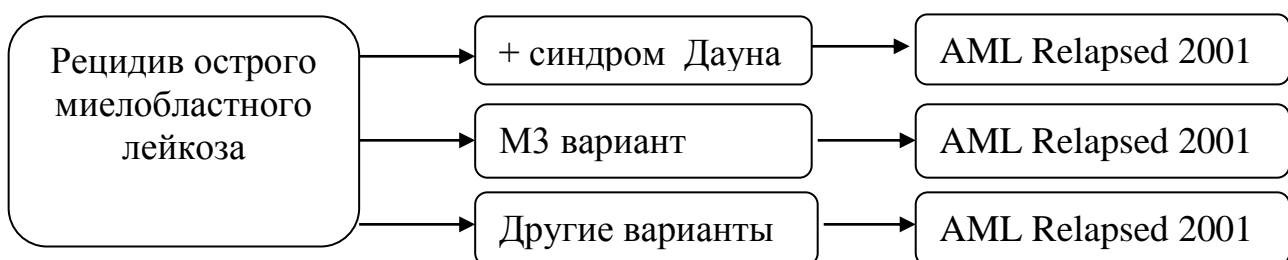 Рецидив острого
миелобластного
лейкоза
+ синдром Дауна
AML Relapsed 2001
М3 вариант
AML Relapsed 2001
Другие варианты
AML Relapsed 2001